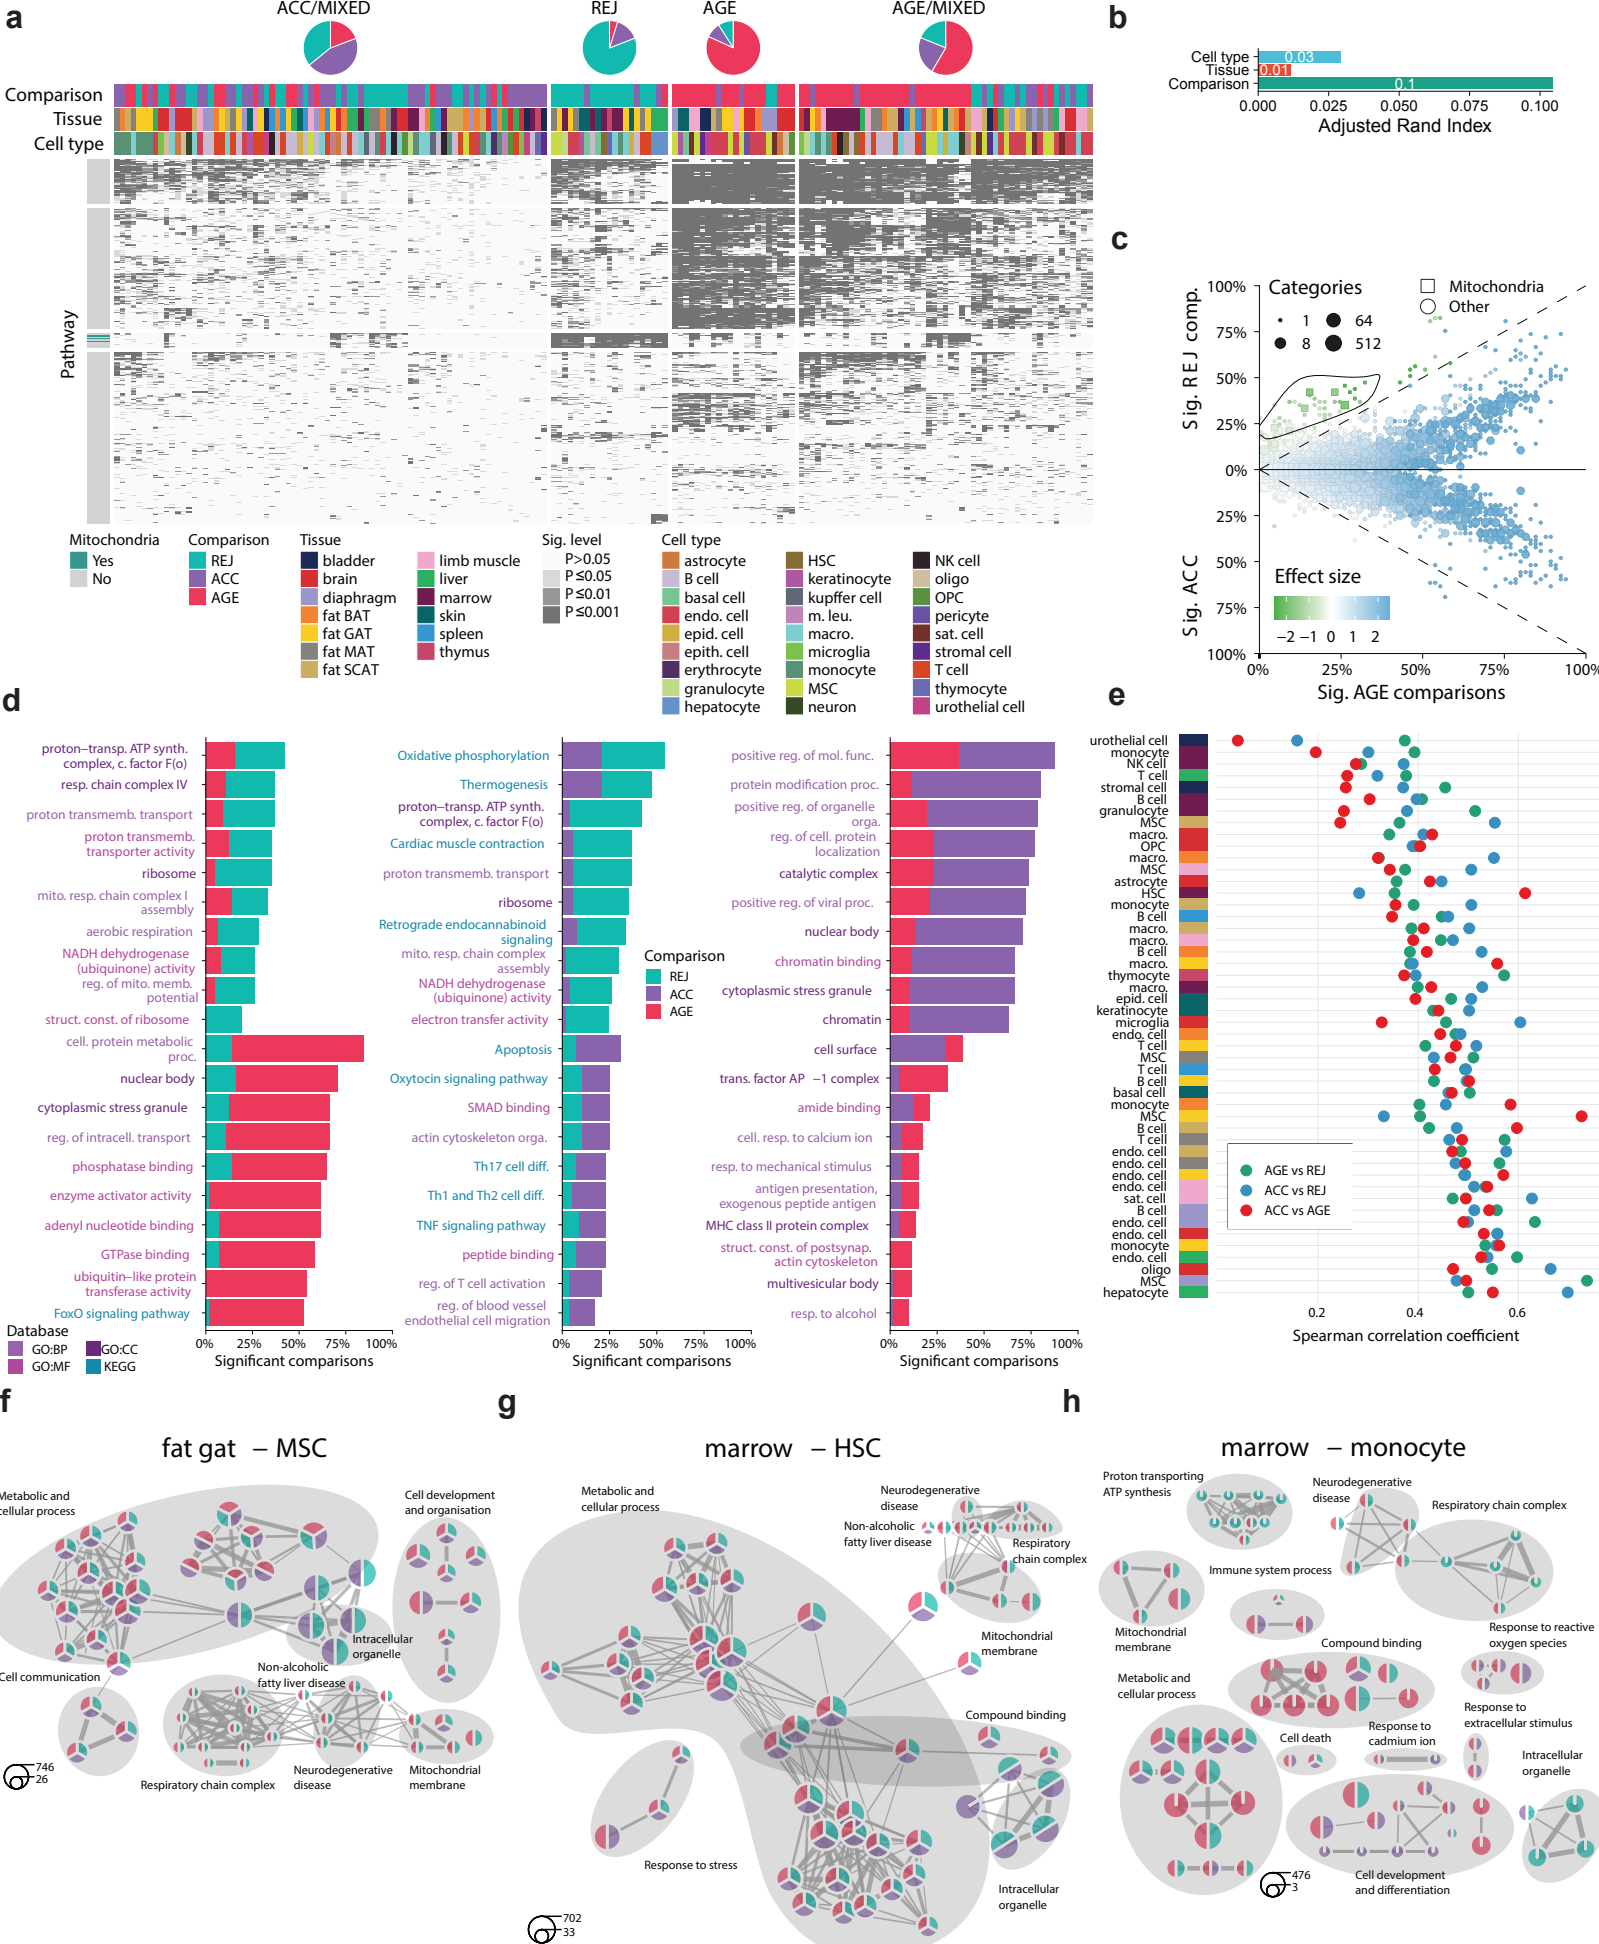 a
ACC/MIXED
REJ
AGE
AGE/MIXED
Comparison
Tissue
Cell type
Pathway
Mitochondria
Yes
No
Comparison
REJ
ACC
AGE
Tissue
bladder
brain
diaphragm
fat BAT
fat GAT
fat MAT
fat SCAT
limb muscle
liver
marrow
skin
spleen
thymus
Sig. level
P>0.05
P≤0.05
P≤0.01
P≤0.001
Cell type
astrocyte
B cell
basal cell
endo. cell
epid. cell
epith. cell
erythrocyte
granulocyte
hepatocyte
HSC
keratinocyte
kupffer cell
m. leu.
macro.
microglia
monocyte
MSC
neuron
NK cell
oligo
OPC
pericyte
sat. cell
stromal cell
T cell
thymocyte
urothelial cell
b
Cell type
Tissue
Comparison
0.03
0.01
0.1
0.000 0.025 0.050 0.075 0.100
Adjusted Rand Index
c
Sig. REJ comp.
Sig. ACC
100%
75%
50%
25%
0%
25%
50%
75%
100%
Categories
1 64
8 512
Mitochondria
Other
Effect size
−2 −1 0 1 2
0% 25% 50% 75% 100%
Sig. AGE comparisons
d
proton−transp. ATP synth.
complex, c. factor F(o)
resp. chain complex IV
proton transmemb. transport
proton transmemb.
transporter activity
ribosome
mito. resp. chain complex I
assembly
aerobic respiration
NADH dehydrogenase
(ubiquinone) activity
reg. of mito. memb.
potential
struct. const. of ribosome
cell. protein metabolic
proc.
nuclear body
cytoplasmic stress granule
reg. of intracell. transport
phosphatase binding
enzyme activator activity
adenyl nucleotide binding
GTPase binding
ubiquitin−like protein
transferase activity
FoxO signaling pathway
0% 25% 50% 75% 100%
Significant comparisons
Database
GO:BP
GO:CC
GO:MF
KEGG
Oxidative phosphorylation
Thermogenesis
proton−transp. ATP synth.
complex, c. factor F(o)
Cardiac muscle contraction
proton transmemb. transport
ribosome
Retrograde endocannabinoid
signaling
mito. resp. chain complex
assembly
NADH dehydrogenase
(ubiquinone) activity
electron transfer activity
Apoptosis
Oxytocin signaling pathway
SMAD binding
actin cytoskeleton orga.
Th17 cell diff.
Th1 and Th2 cell diff.
TNF signaling pathway
peptide binding
reg. of T cell activation
reg. of blood vessel
endothelial cell migration
0% 25% 50% 75% 100%
Significant comparisons
Comparison
REJ
ACC
AGE
positive reg. of mol. func.
protein modification proc.
positive reg. of organelle
orga.
reg. of cell. protein
localization
catalytic complex
positive reg. of viral proc.
nuclear body
chromatin binding
cytoplasmic stress granule
chromatin
cell surface
trans. factor AP −1 complex
amide binding
cell. resp. to calcium ion
resp. to mechanical stimulus
antigen presentation,
exogenous peptide antigen
MHC class II protein complex
struct. const. of postsynap.
actin cytoskeleton
multivesicular body
resp. to alcohol
0% 25% 50% 75% 100%
Significant comparisons
e
urothelial cell
monocyte
NK cell
T cell
stromal cell
B cell
granulocyte
MSC
macro.
OPC
macro.
MSC
astrocyte
HSC
monocyte
B cell
macro.
macro.
B cell
macro.
thymocyte
macro.
epid. cell
keratinocyte
microglia
endo. cell
T cell
MSC
T cell
B cell
basal cell
monocyte
MSC
B cell
T cell
endo. cell
endo. cell
endo. cell
endo. cell
sat. cell
B cell
endo. cell
endo. cell
monocyte
endo. cell
oligo
MSC
hepatocyte
AGE vs REJ
ACC vs REJ
ACC vs AGE
0.2 0.4 0.6
Spearman correlation coefficient
f
fat gat − MSC
Metabolic and
cellular process
Cell development
and organisation
Intracellular
organelle
Cell communication
Non-alcoholic
fatty liver disease
Respiratory chain complex
Neurodegenerative
disease
Mitochondrial
membrane
746
26
g
marrow − HSC
Metabolic and
cellular process
Neurodegenerative
disease
Non-alcoholic
fatty liver disease
Respiratory
chain complex
Mitochondrial
membrane
Compound binding
Response to stress
Intracellular
organelle
702
33
h
marrow − monocyte
Proton transporting
ATP synthesis
Neurodegenerative
disease
Respiratory chain complex
Immune system process
Mitochondrial
membrane
Response to reactive
oxygen species
Compound binding
Metabolic and
cellular process
Response to
extracellular stimulus
Cell death
Response to
cadmium ion
Intracellular
organelle
Cell development
and differentiation
476
3